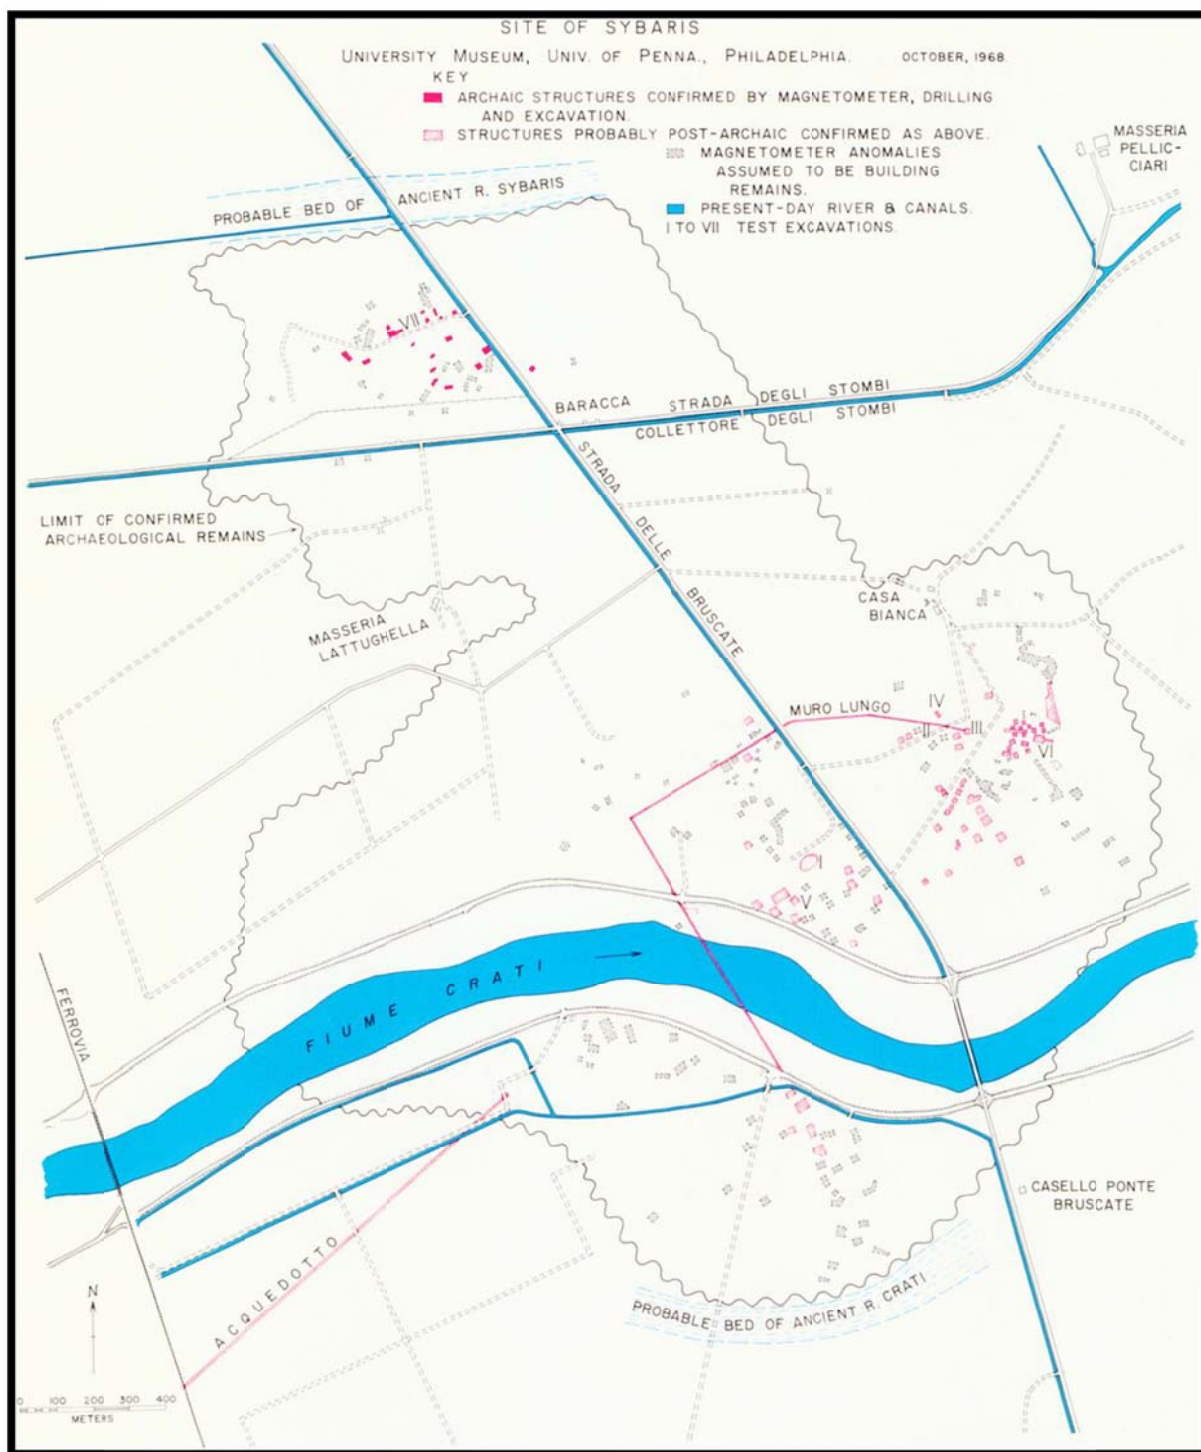 SITE OF SYBARIS
UNIVERSITY MUSEUM, UNIV. OF PENNA., PHILADELPHIA. OCTOBER, 1968.
KEY
ARCHAIC STRUCTURES CONFIRMED BY MAGNETOMETER, DRILLING
AND EXCAVATION.
STRUCTURES PROBABLY POST-ARCHAIC CONFIRMED AS ABOVE.
MAGNETOMETER ANOMALIES
ASSUMED TO BE BUILDING
REMAINS.
PRESENT-DAY RIVER & CANALS.
I TO VII TEST EXCAVATIONS.
MASSERIA
PELLIC-
CIARI
PROBABLE BED OF ANCIENT R. SYBARIS
VII
BARACCA
STRADA DEGLI STOMBI
COLLETTORE DEGLI STOMBI
STRADA DELLE BRUSCATE
LIMIT OF CONFIRMED
ARCHAEOLOGICAL REMAINS
MASSERIA
LATTUGHELLA
CASA
BIANCA
MURO LUNGO
IV
II
III
VI
I
V
FIUME CRATI
FERROVIA
ACQUEDOTTO
CASELLO PONTE
BRUSCATE
PROBABLE BED OF ANCIENT R. CRATI
N
0 100 200 300 400
METERS